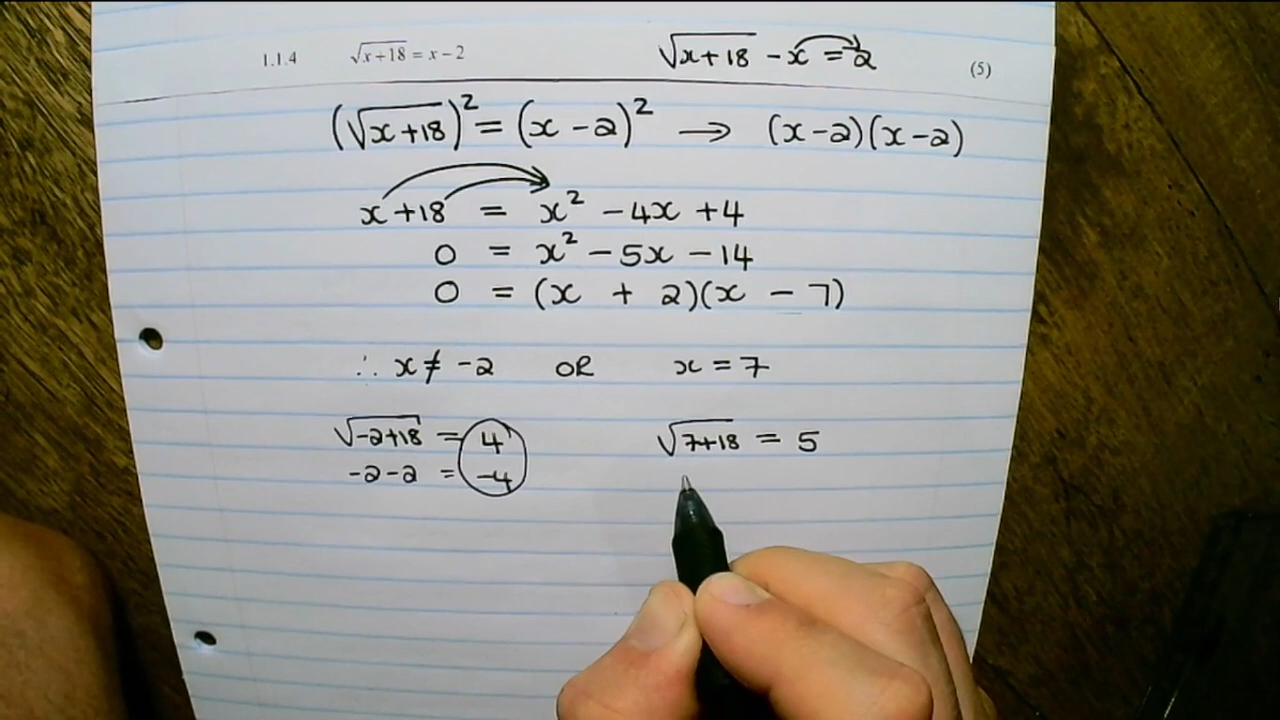 1.1.4 √x+18 = x − 2 √x+18 − x = 2 (5)
(√x+18)² = (x − 2)² → (x−2)(x−2)
x +18 = x² − 4x + 4
0 = x² − 5x − 14
0 = (x + 2)(x − 7)
∴ x ≠ −2 OR x = 7
√−2+18 = 4 √7+18 = 5
−2−2 = −4